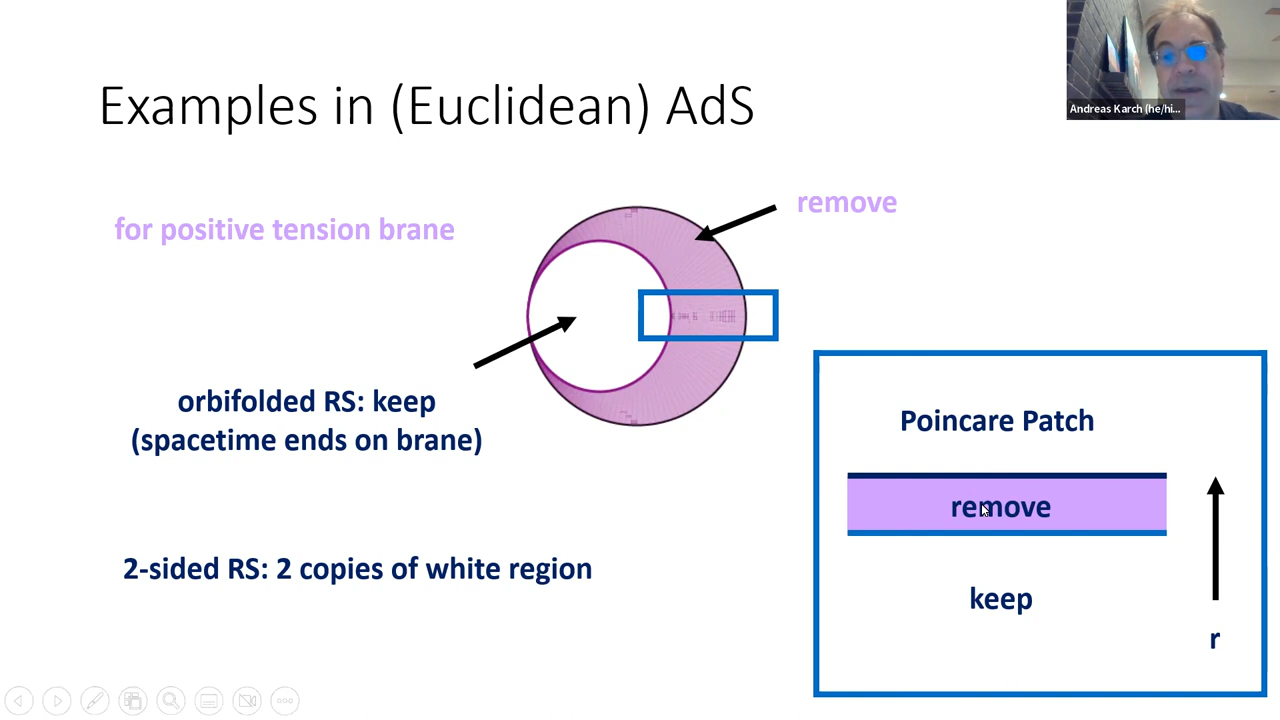 Examples in (Euclidean) AdS
Andreas Karch (he/hi...
for positive tension brane
remove
orbifolded RS: keep
(spacetime ends on brane)
2-sided RS: 2 copies of white region
Poincare Patch
remove
keep
r